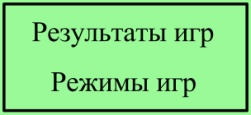 Результаты игр
Режимы игр